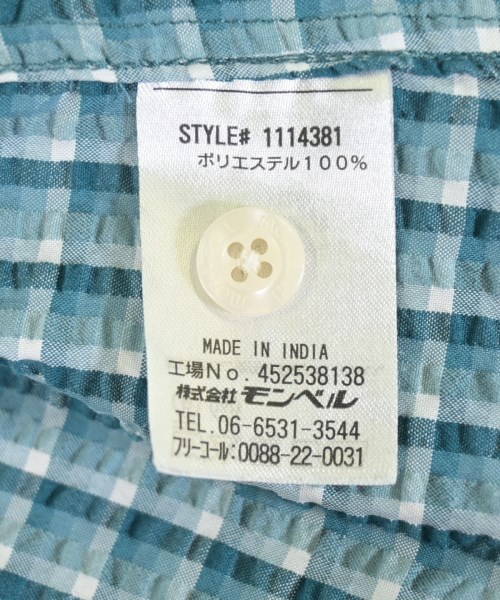 STYLE# 1114381
ポリエステル100%
MADE IN INDIA
工場No. 452538138
株式会社 モンベル
TEL.06-6531-3544
フリーコール:0088-22-0031